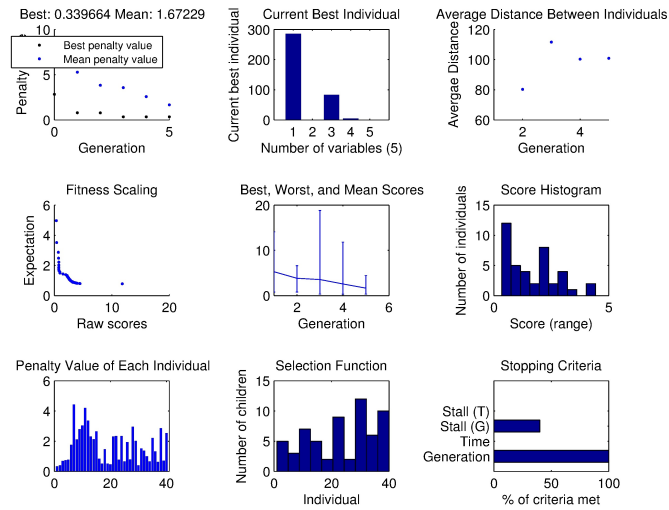 Best: 0.339664 Mean: 1.67229
10
5
0
Penalty
Best penalty value
Mean penalty value
0
5
Generation
Current Best Individual
300
200
100
0
Current best individual
1 2 3 4 5
Number of variables (5)
Average Distance Between Individuals
120
100
80
60
Avergae Distance
2 4
Generation
Fitness Scaling
6
4
2
0
Expectation
0 10 20
Raw scores
Best, Worst, and Mean Scores
20
10
0
2 4 6
Generation
Score Histogram
15
10
5
0
Number of individuals
0 5
Score (range)
Penalty Value of Each Individual
6
4
2
0
0 20 40
Selection Function
15
10
5
0
Number of children
0 20 40
Individual
Stopping Criteria
Stall (T)
Stall (G)
Time
Generation
0 50 100
% of criteria met